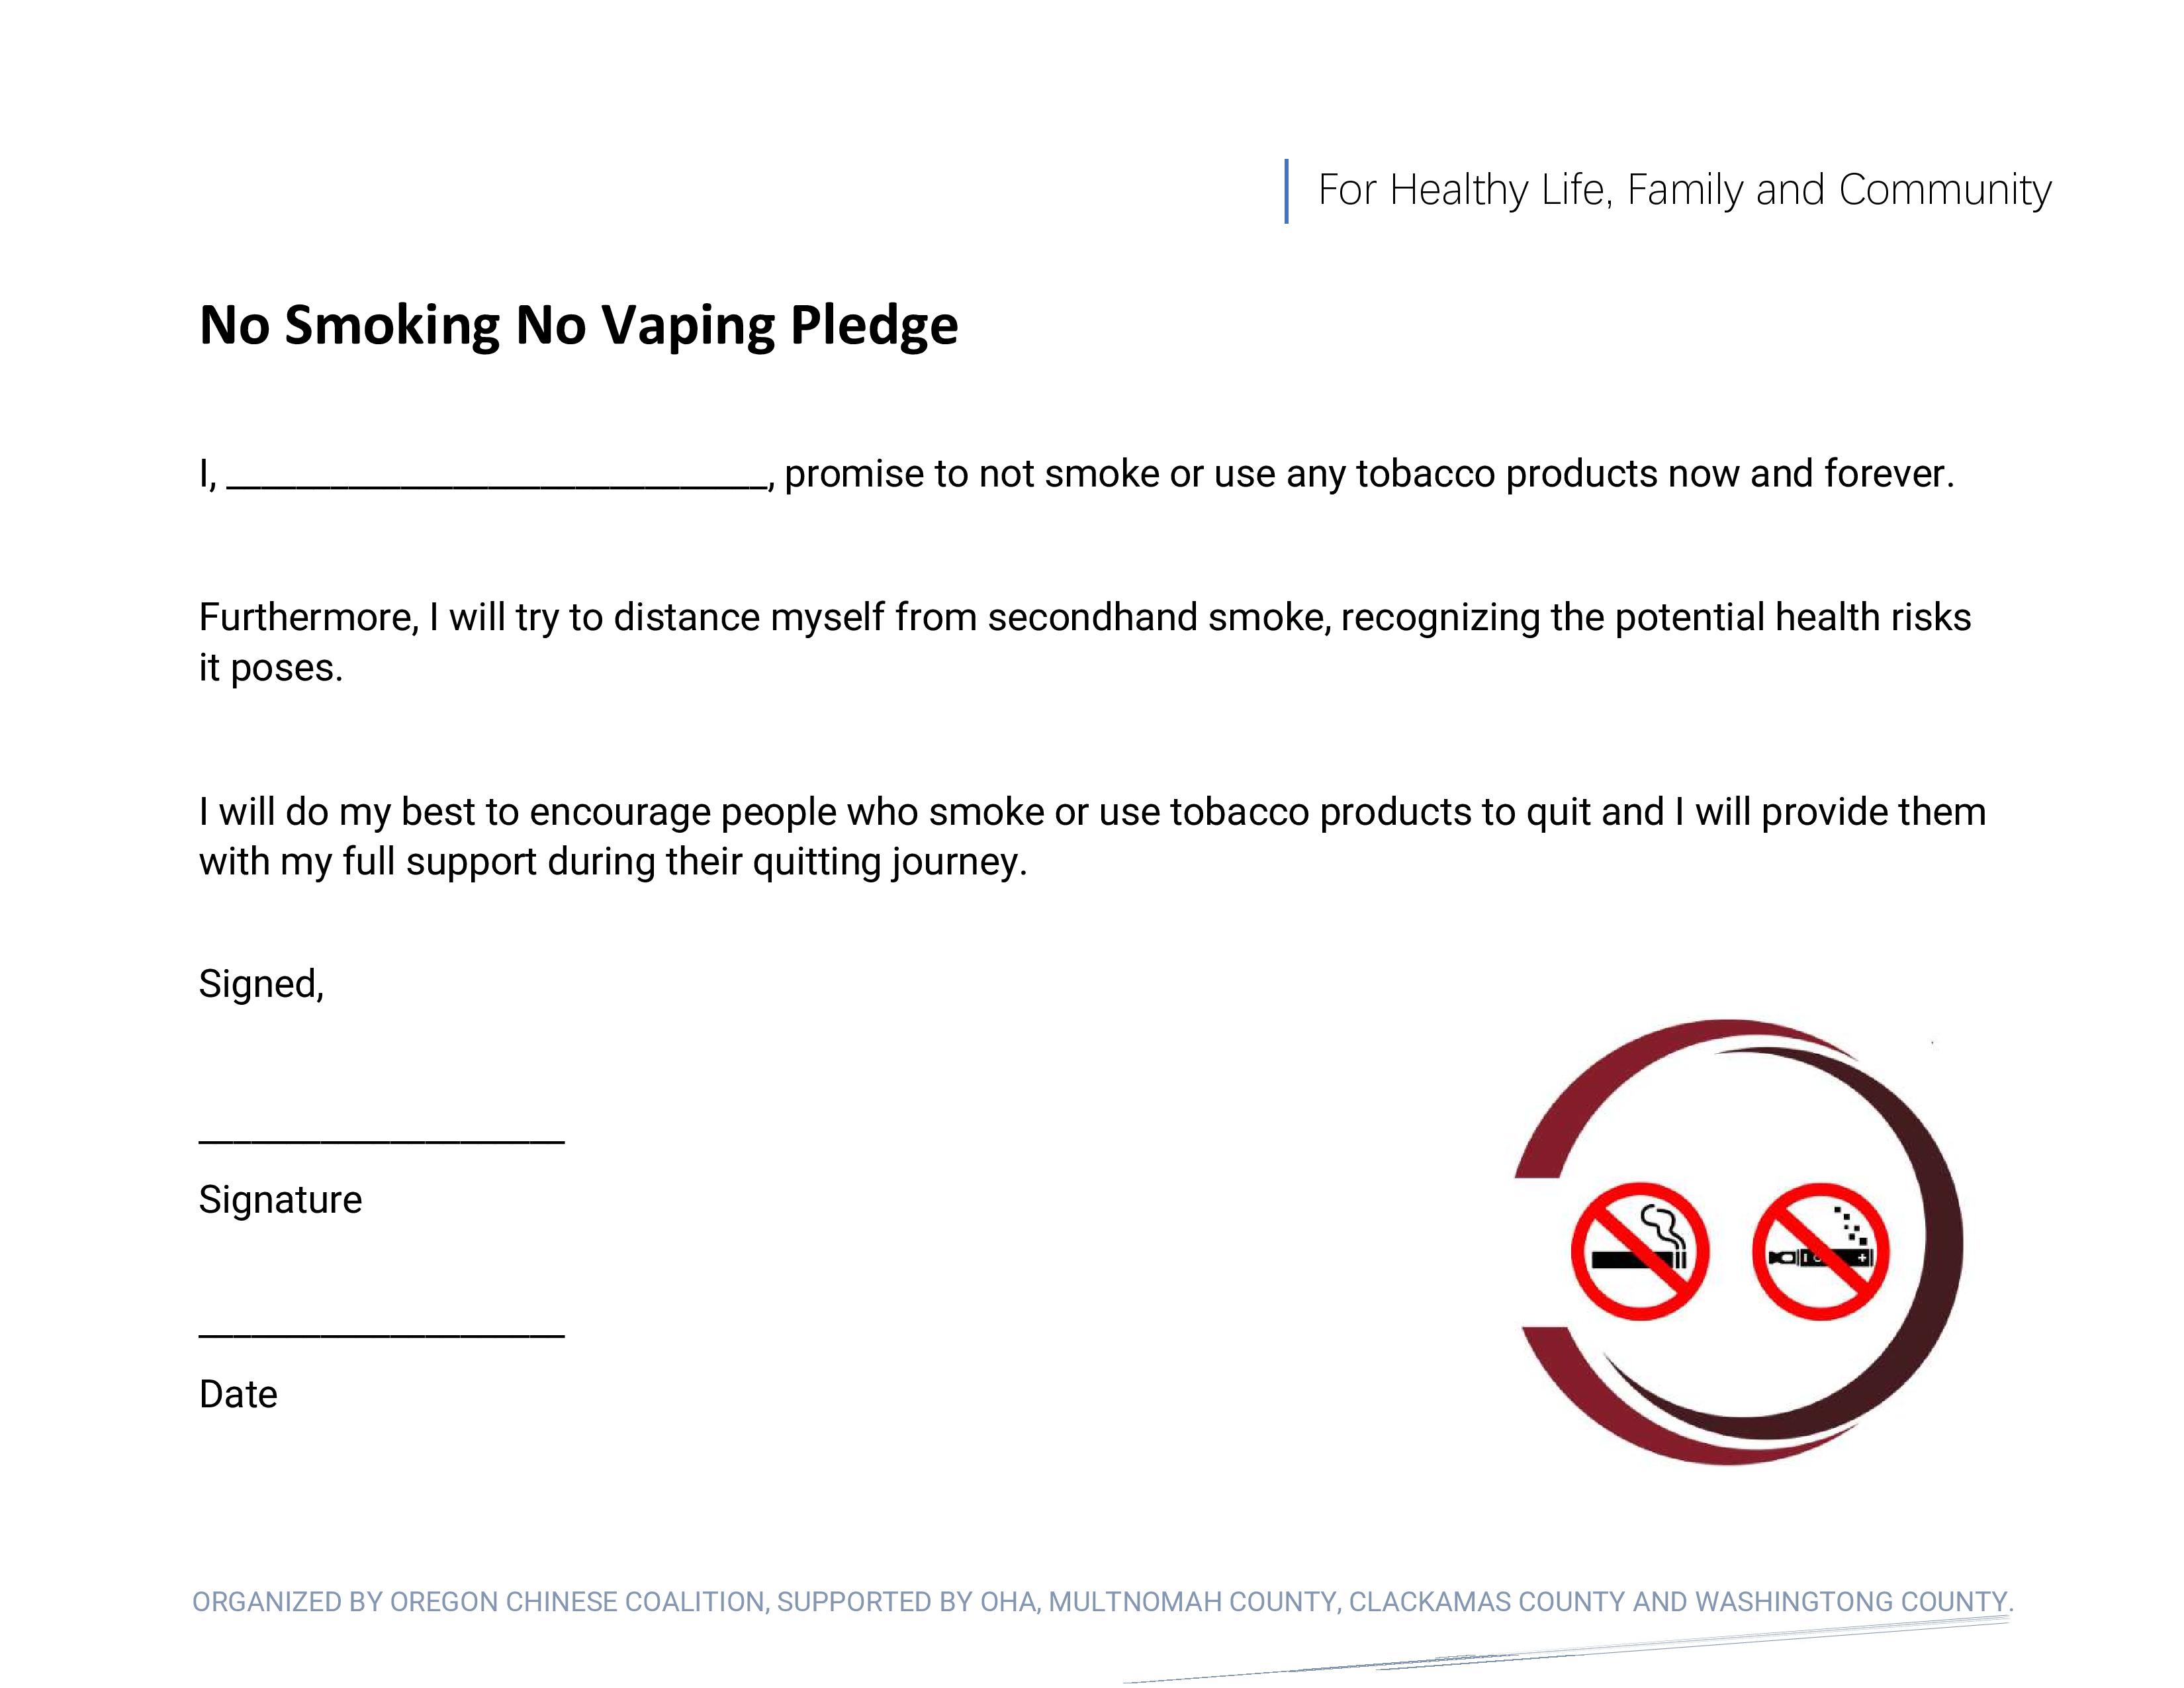 For Healthy Life, Family and Community
No Smoking No Vaping Pledge
I, ____________________________, promise to not smoke or use any tobacco products now and forever.
Furthermore, I will try to distance myself from secondhand smoke, recognizing the potential health risks
it poses.
I will do my best to encourage people who smoke or use tobacco products to quit and I will provide them
with my full support during their quitting journey.
Signed,
___________________
Signature
___________________
Date
ORGANIZED BY OREGON CHINESE COALITION, SUPPORTED BY OHA, MULTNOMAH COUNTY, CLACKAMAS COUNTY AND WASHINGTONG COUNTY.